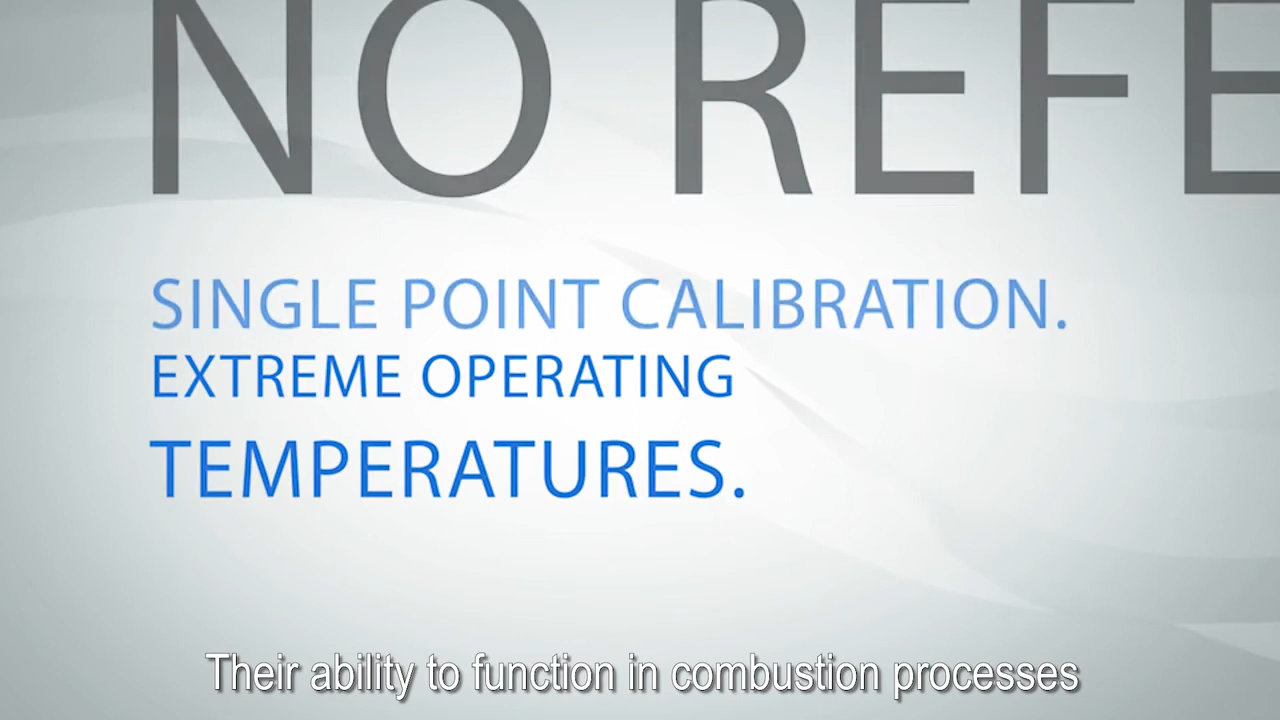 NO REFE
SINGLE POINT CALIBRATION.
EXTREME OPERATING
TEMPERATURES.
Their ability to function in combustion processes